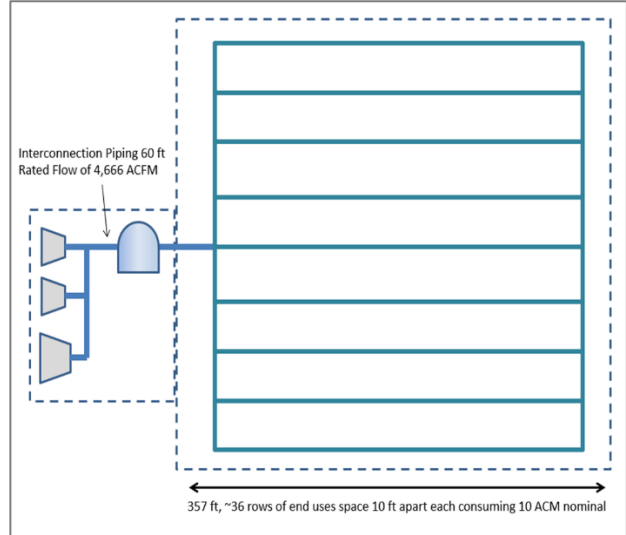 Interconnection Piping 60 ft
Rated Flow of 4,666 ACFM
357 ft, ~36 rows of end uses space 10 ft apart each consuming 10 ACM nominal